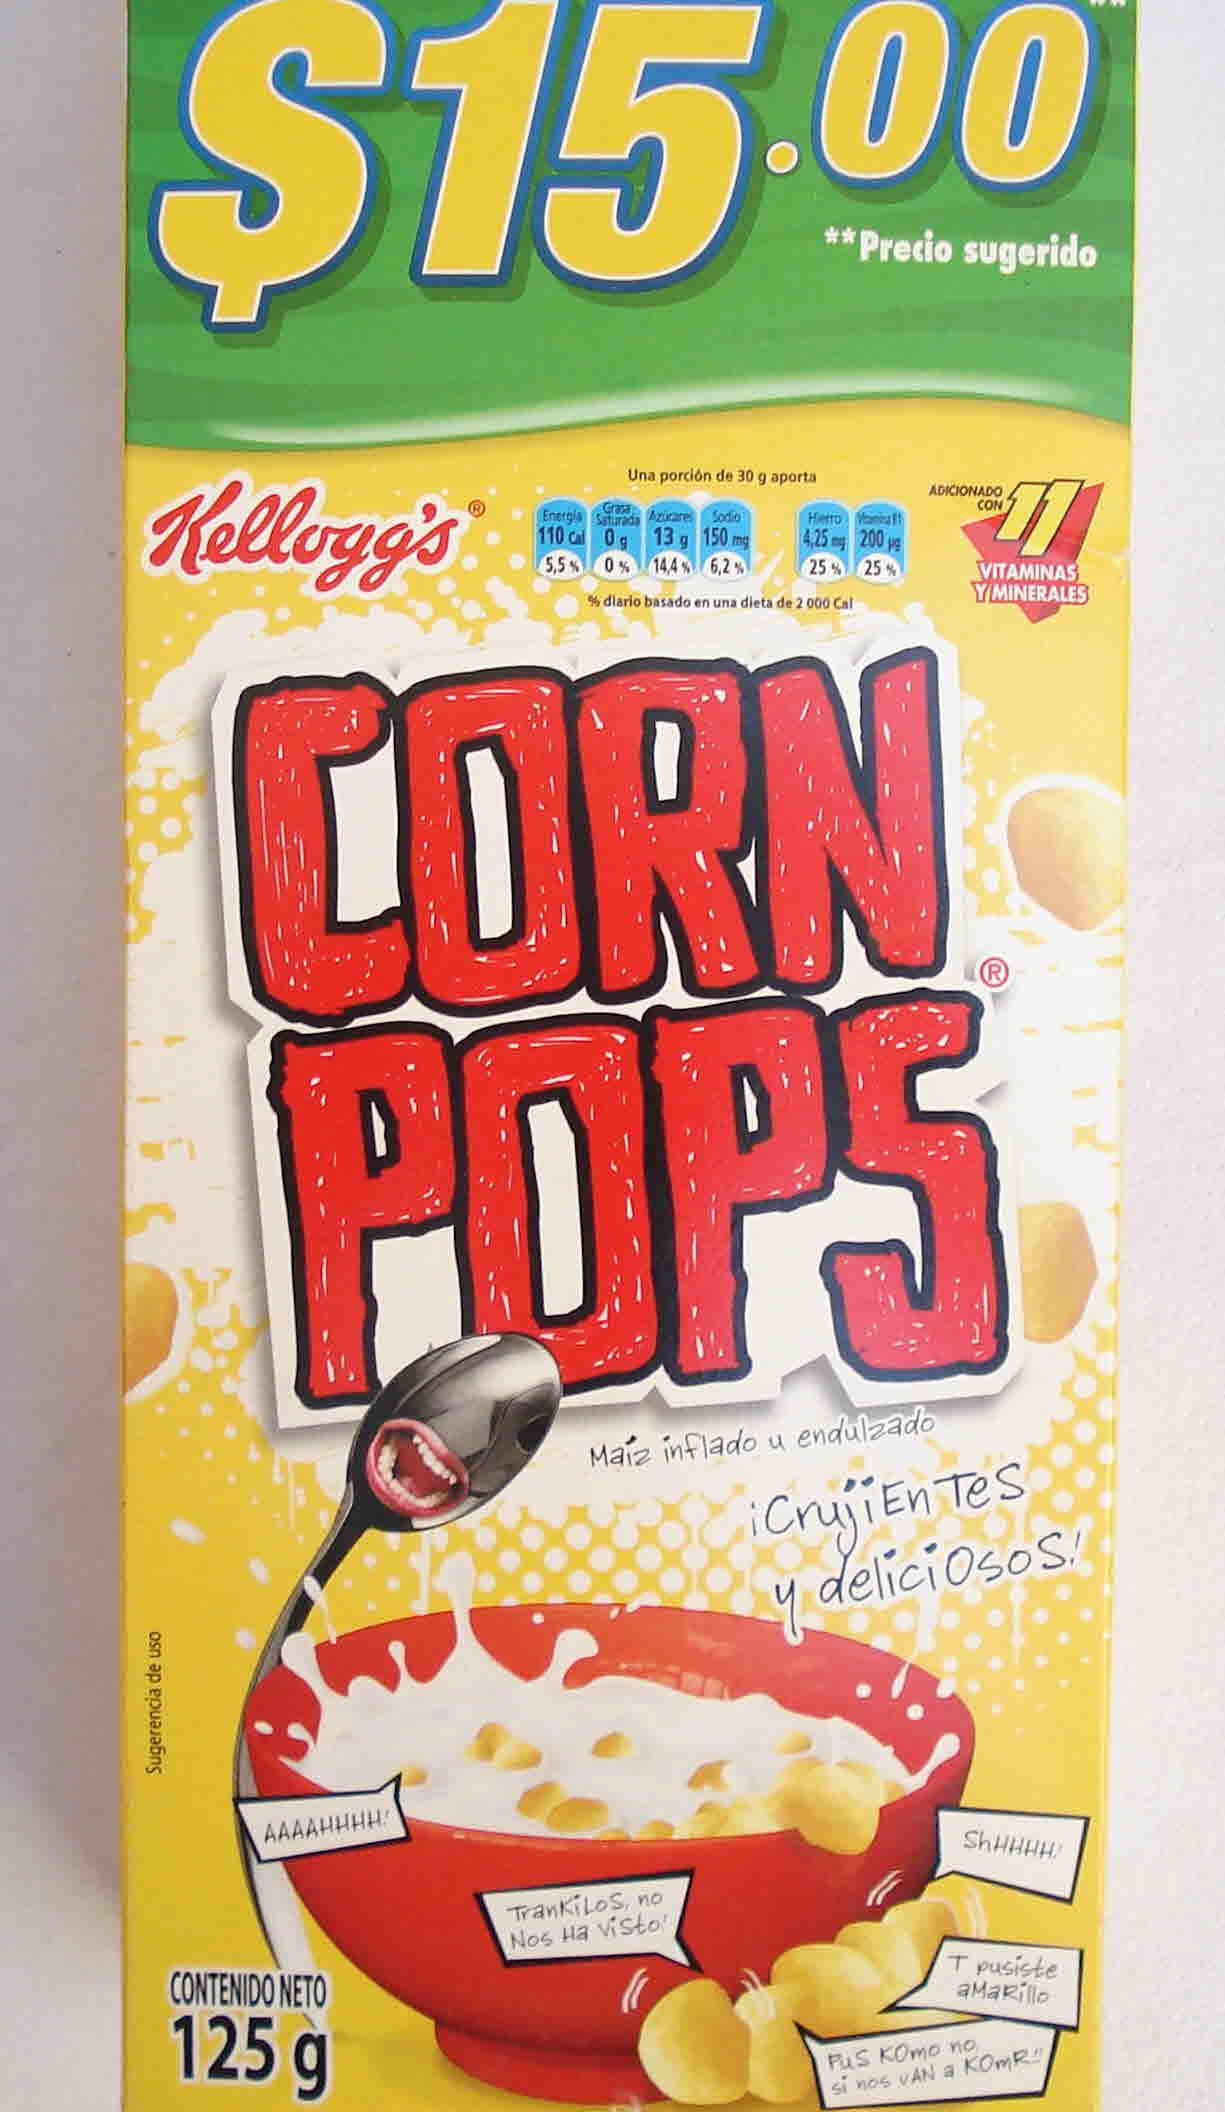 $15.00**
**Precio sugerido
Kellogg's®
Una porción de 30 g aporta
Energía Grasa Saturada Azúcares Sodio Hierro Vitamina B1
110 Cal 0 g 13 g 150 mg 4,25 mg 200 µg
5,5 % 0 % 14,4 % 6,2 % 25 % 25 %
% diario basado en una dieta de 2 000 Cal
ADICIONADO
CON
11
VITAMINAS
Y MINERALES
CORN
POPS®
Maíz inflado y endulzado
¡CrujiEnTeS
y deliciOsoS!
Sugerencia de uso
AAAAHHHH!
ShHHHH!
TranKiLoS, no
Nos Ha ViSto!
T pusiste
aMaRillo
PuS KOmo no,
si nos vAN a KOmR!!
CONTENIDO NETO
125 g